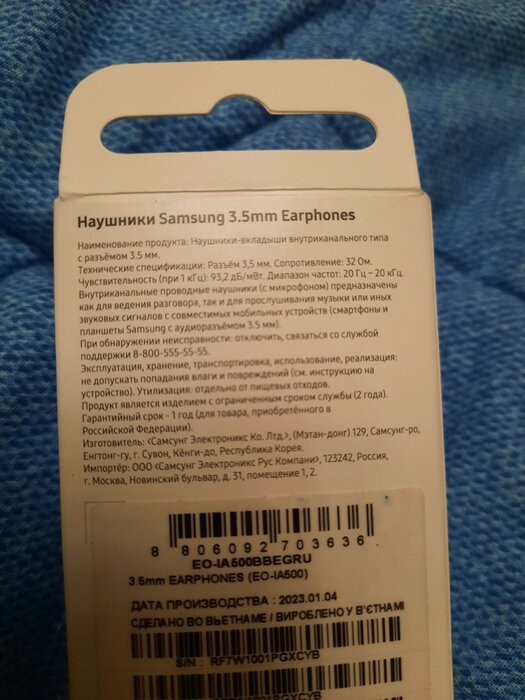 Наушники Samsung 3.5mm Earphones
Наименование продукта: Наушники-вкладыши внутриканального типа
с разъёмом 3.5 мм.
Технические спецификации: Разъём 3,5 мм. Сопротивление: 32 Ом.
Чувствительность (при 1 кГц): 93,2 дБ/мВт. Диапазон частот: 20 Гц ~ 20 кГц.
Внутриканальные проводные наушники (с микрофоном) предназначены
как для ведения разговора, так и для прослушивания музыки или иных
звуковых сигналов с совместимых мобильных устройств (смартфоны и
планшеты Samsung с аудиоразъёмом 3.5 мм).
При обнаружении неисправности: отключить, связаться со службой
поддержки 8-800-555-55-55.
Эксплуатация, хранение, транспортировка, использование, реализация:
не допускать попадания влаги и повреждений (см. инструкцию на
устройство). Утилизация: отдельно от пищевых отходов.
Продукт является изделием с ограниченным сроком службы (2 года).
Гарантийный срок - 1 год (для товара, приобретённого в
Российской Федерации).
Изготовитель: <Самсунг Электроникс Ко. Лтд.>, (Мэтан-донг) 129, Самсунг-ро,
Енгтонг-гу, г. Сувон, Кёнги-до, Республика Корея.
Импортёр: ООО <Самсунг Электроникс Рус Компани>, 123242, Россия,
г. Москва, Новинский бульвар, д. 31, помещение 1, 2.
8 806092 703636
EO-IA500BBEGRU
3.5mm EARPHONES (EO-IA500)
ДАТА ПРОИЗВОДСТВА : 2023.01.04
СДЕЛАНО ВО ВЬЕТНАМЕ / ВИРОБЛЕНО У В'ЄТНАМІ
S/N : RF7W1001PGXCYB